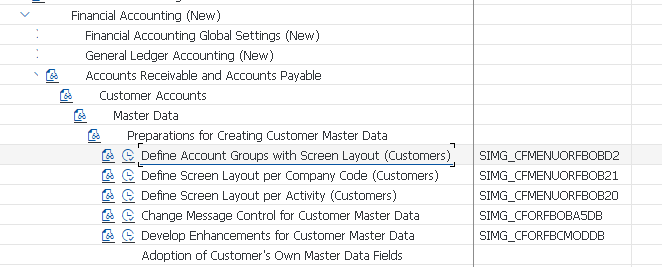 Financial Accounting (New)
Financial Accounting Global Settings (New)
General Ledger Accounting (New)
Accounts Receivable and Accounts Payable
Customer Accounts
Master Data
Preparations for Creating Customer Master Data
Define Account Groups with Screen Layout (Customers) SIMG_CFMENUORFBOBD2
Define Screen Layout per Company Code (Customers) SIMG_CFMENUORFBOB21
Define Screen Layout per Activity (Customers) SIMG_CFMENUORFBOB20
Change Message Control for Customer Master Data SIMG_CFORFBOBA5DB
Develop Enhancements for Customer Master Data SIMG_CFORFBCMODDB
Adoption of Customer's Own Master Data Fields